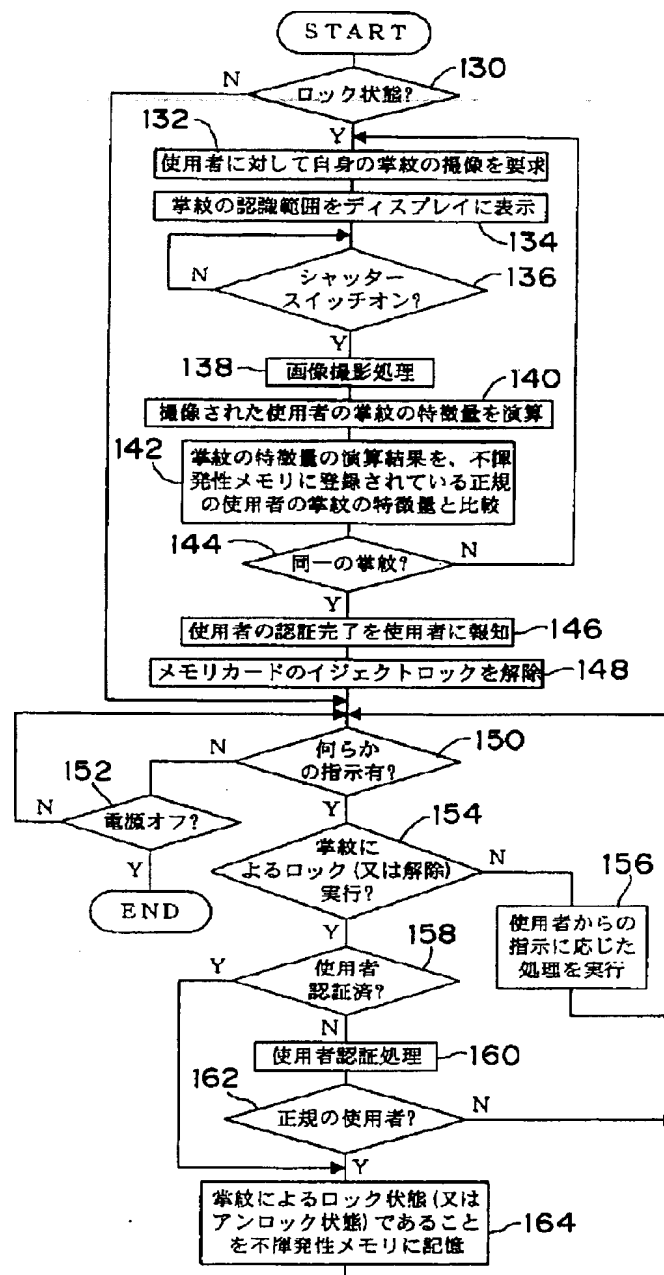 START
130
N
ロック状態?
Y
132
使用者に対して自身の掌紋の撮像を要求
掌紋の認識範囲をディスプレイに表示
134
N
シャッター
スイッチオン?
136
Y
138
画像撮影処理
140
撮像された使用者の掌紋の特徴量を演算
142
掌紋の特徴量の演算結果を、不揮
発性メモリに登録されている正規
の使用者の掌紋の特徴量と比較
144
同一の掌紋?
N
Y
使用者の認証完了を使用者に報知
146
メモリカードのイジェクトロックを解除
148
N
何らか
の指示有?
150
152
N
電源オフ?
Y
154
Y
END
掌紋に
よるロック(又は解除)
実行?
N
156
使用者からの
指示に応じた
処理を実行
Y
158
Y
使用者
認証済?
N
使用者認証処理
160
162
正規の使用者?
N
Y
掌紋によるロック状態(又は
アンロック状態)であること
を不揮発性メモリに記憶
164